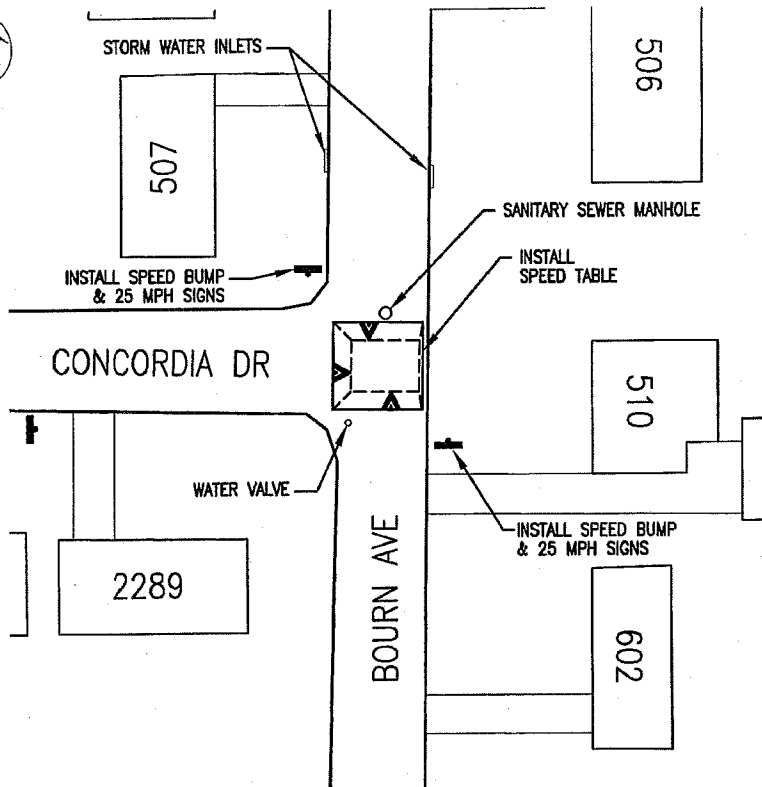 STORM WATER INLETS
506
507
SANITARY SEWER MANHOLE
INSTALL
SPEED TABLE
INSTALL SPEED BUMP
& 25 MPH SIGNS
CONCORDIA DR
510
WATER VALVE
INSTALL SPEED BUMP
& 25 MPH SIGNS
BOURN AVE
2289
602